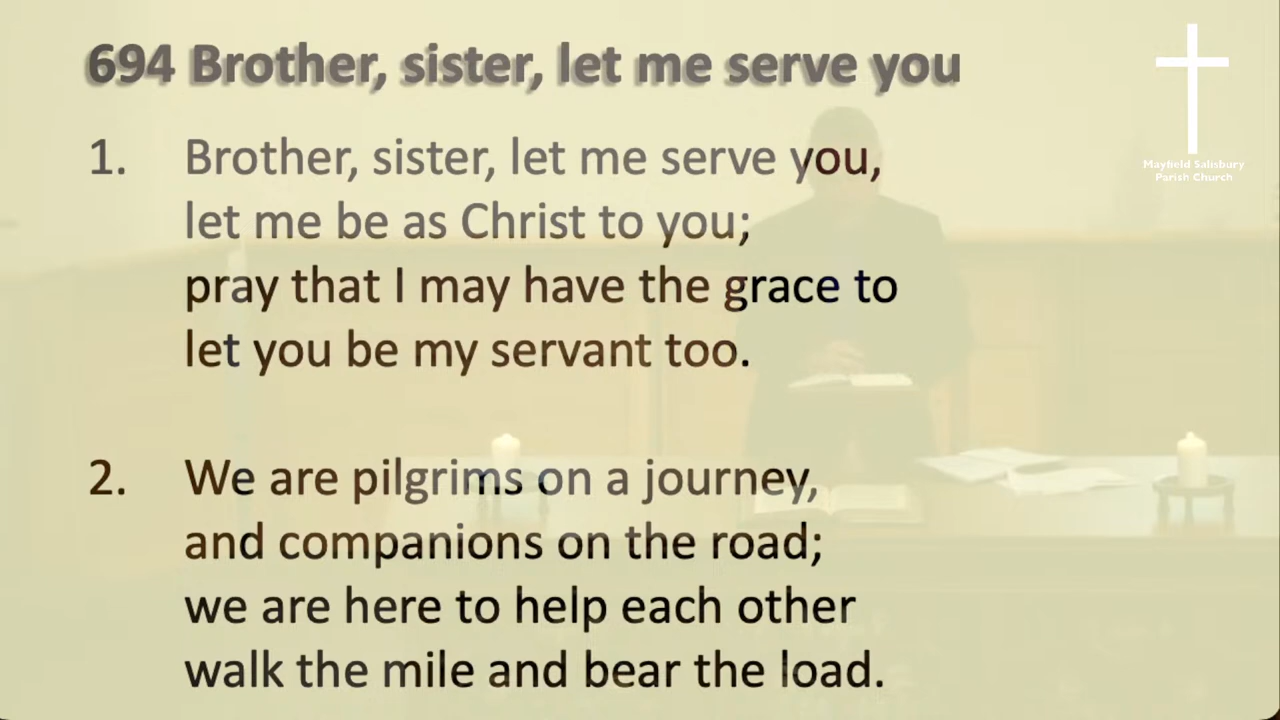 694 Brother, sister, let me serve you
Mayfield Salisbury
Parish Church
1. Brother, sister, let me serve you,
let me be as Christ to you;
pray that I may have the grace to
let you be my servant too.
2. We are pilgrims on a journey,
and companions on the road;
we are here to help each other
walk the mile and bear the load.